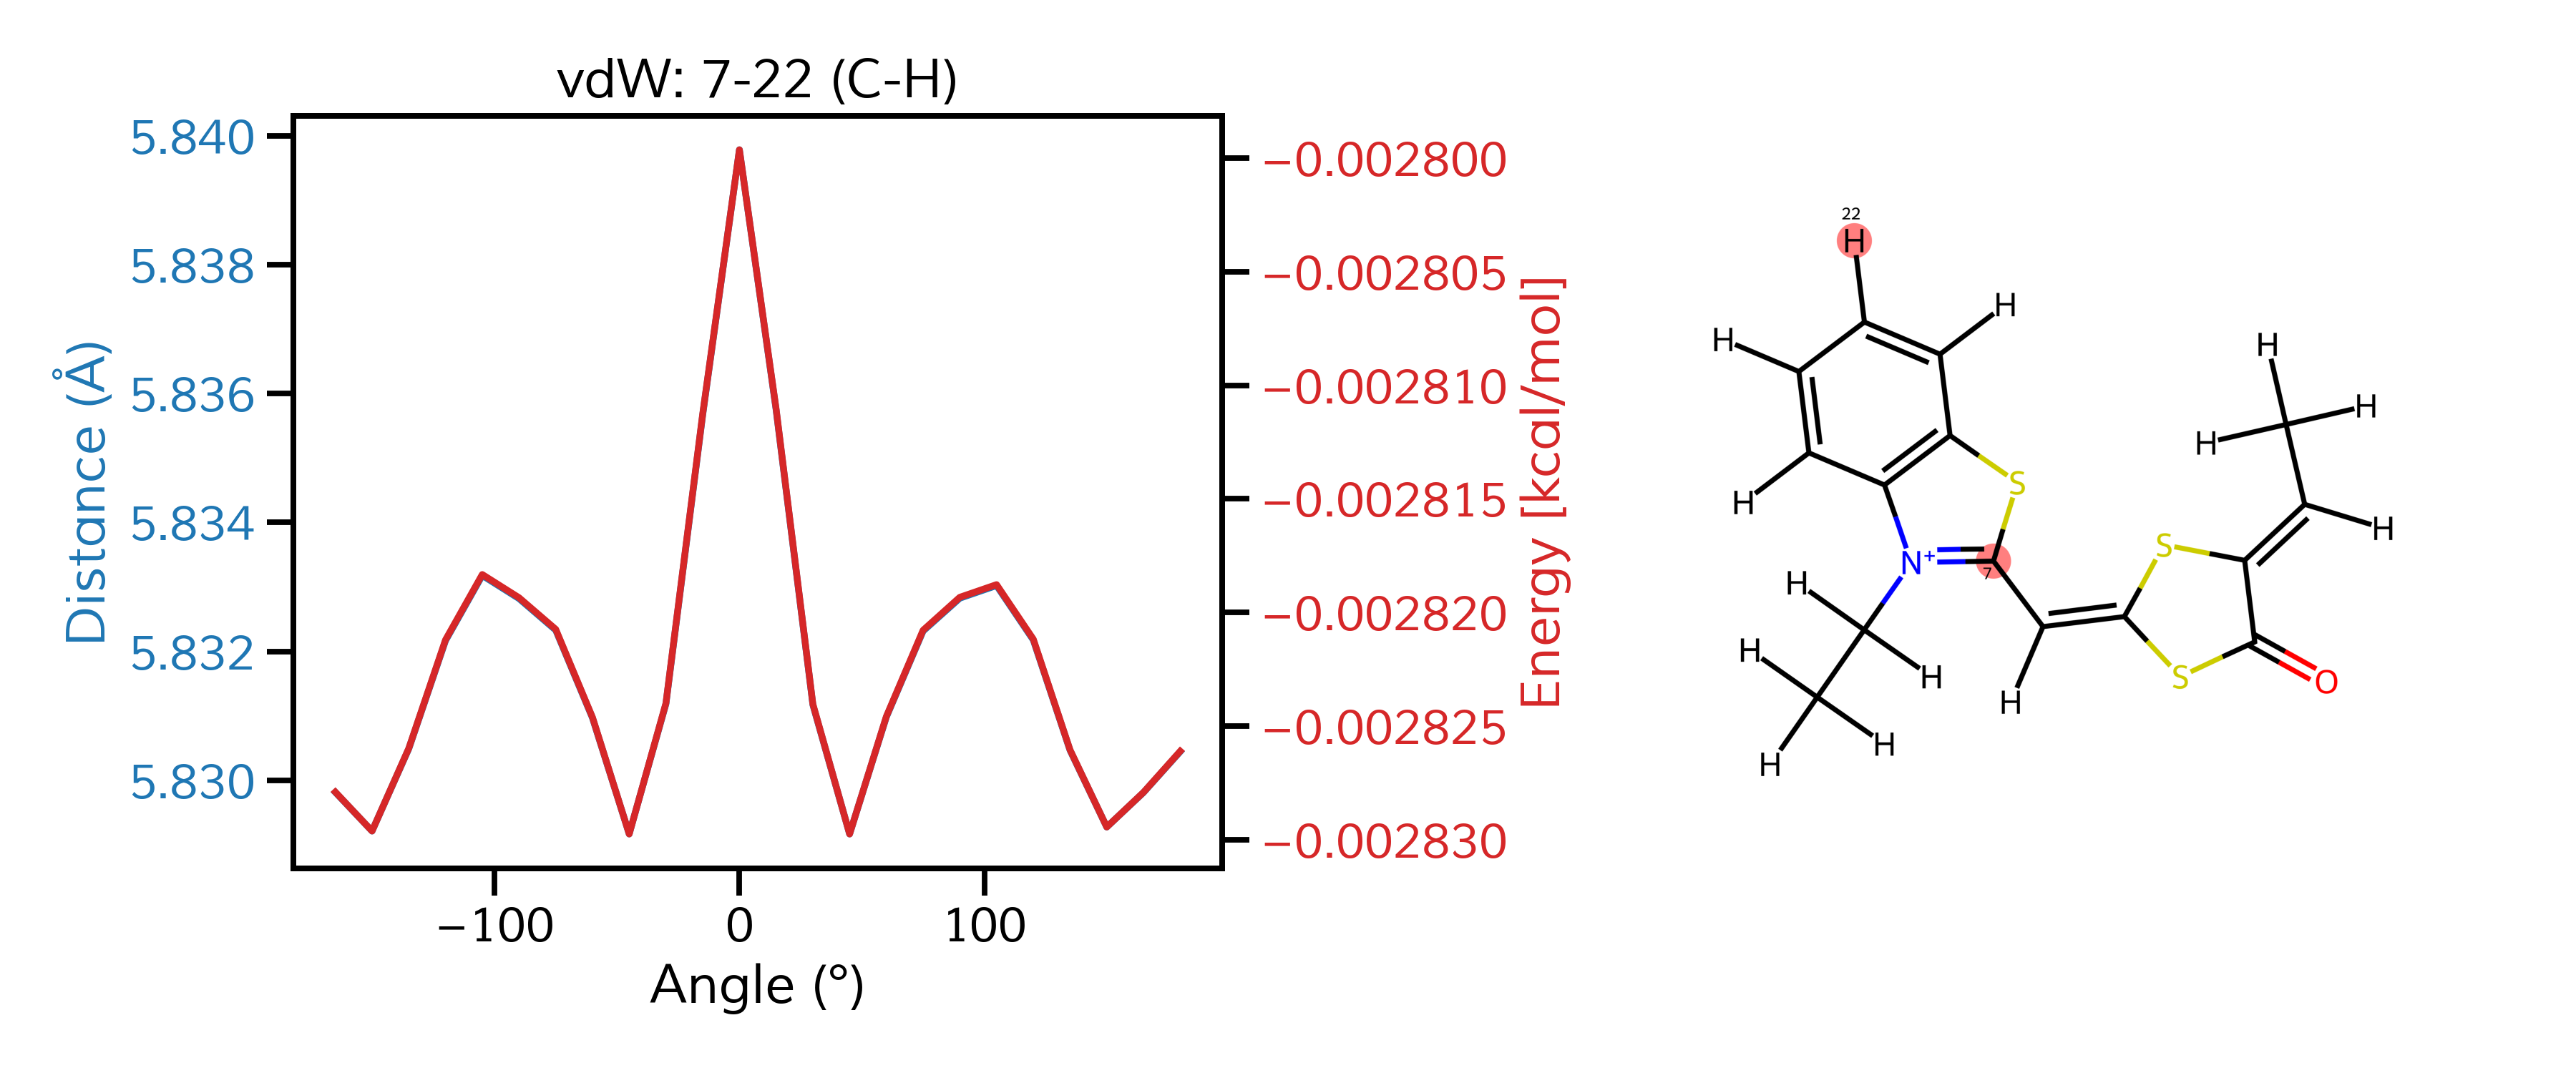 vdW: 7-22 (C-H)
5.840
5.838
5.836
5.834
5.832
5.830
Distance (Å)
−0.002800
−0.002805
−0.002810
−0.002815
−0.002820
−0.002825
−0.002830
Energy [kcal/mol]
−100
0
100
Angle (°)
22
H
H
H
H
H
H
H
S
H
S
N⁺
7
H
H
H
S
O
H
H
H
H